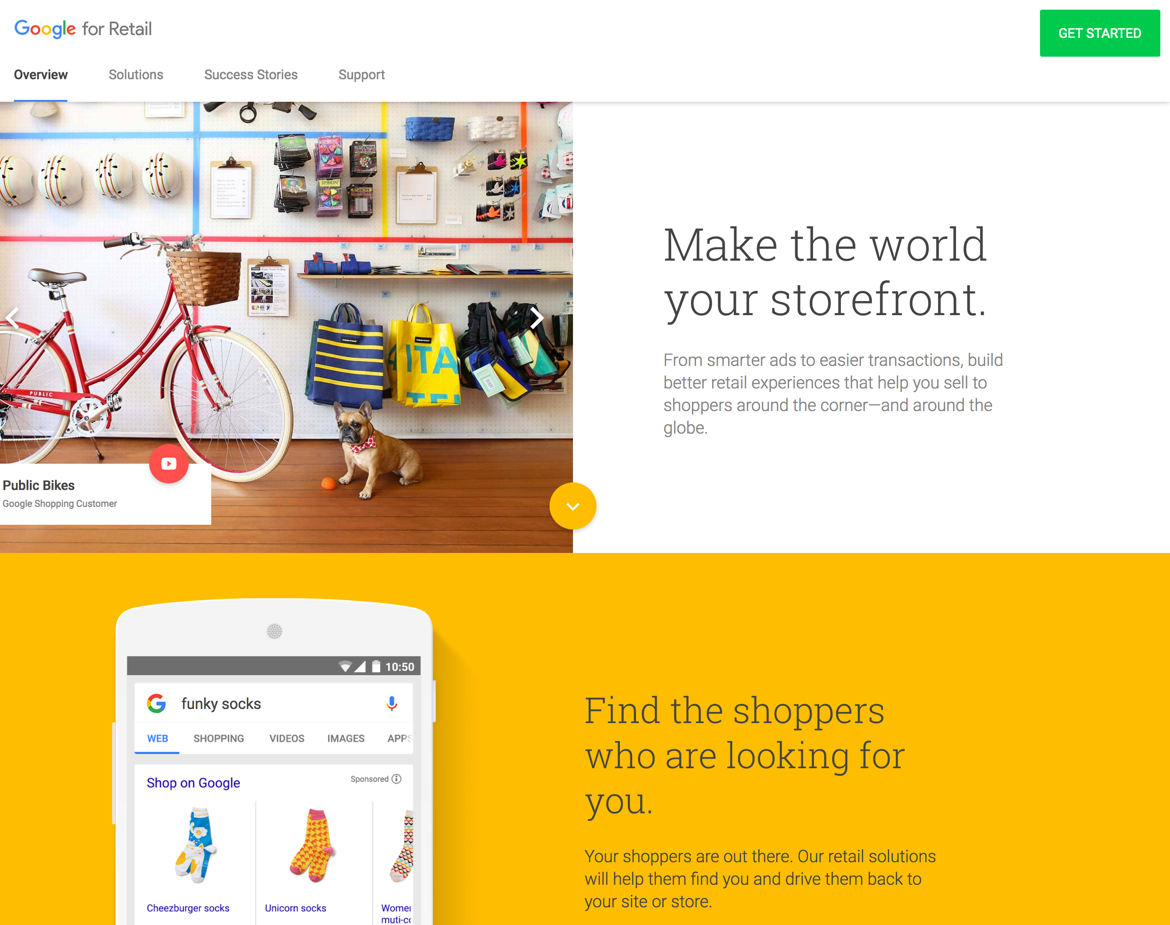 Google for Retail
GET STARTED
Overview
Solutions
Success Stories
Support
PUBLIC
ITA
Public Bikes
Google Shopping Customer
Make the world
your storefront.
From smarter ads to easier transactions, build
better retail experiences that help you sell to
shoppers around the corner—and around the
globe.
10:50
funky socks
WEB
SHOPPING
VIDEOS
IMAGES
Shop on Google
Sponsored
Cheezburger socks
Unicorn socks
Find the shoppers
who are looking for
you.
Your shoppers are out there. Our retail solutions
will help them find you and drive them back to
your site or store.